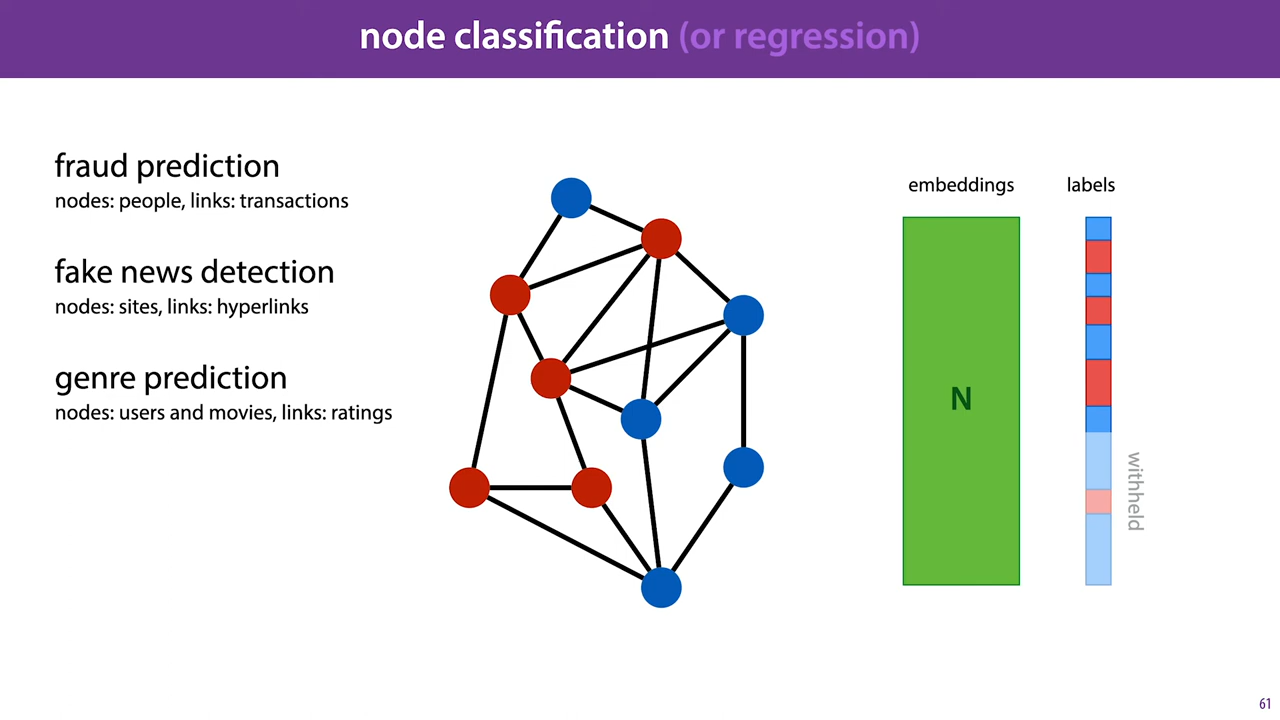 node classification (or regression)
fraud prediction
nodes: people, links: transactions
fake news detection
nodes: sites, links: hyperlinks
genre prediction
nodes: users and movies, links: ratings
embeddings
labels
N
withheld
61